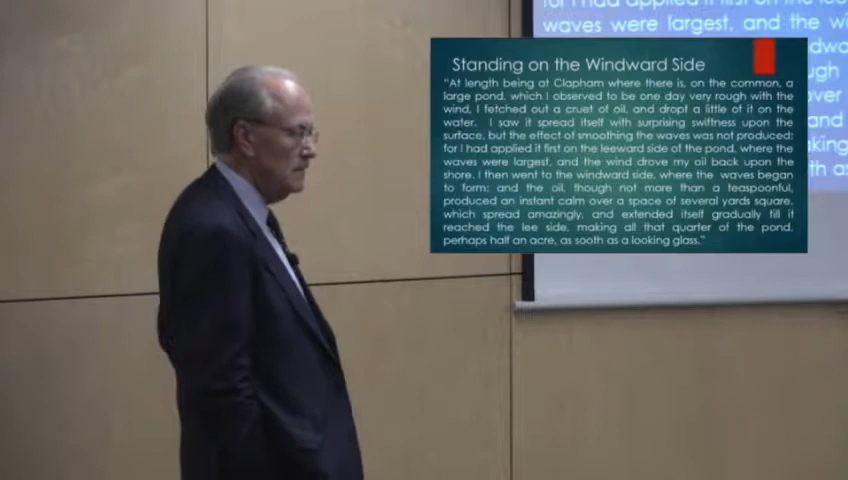 for I had applied it first on the lee
waves were largest, and the wi
Standing on the Windward Side
"At length being at Clapham where there is, on the common, a
large pond, which I observed to be one day very rough with the
wind, I fetched out a cruet of oil, and dropt a little of it on the
water. I saw it spread itself with surprising swiftness upon the
surface, but the effect of smoothing the waves was not produced;
for I had applied it first on the leeward side of the pond, where the
waves were largest, and the wind drove my oil back upon the
shore. I then went to the windward side, where the waves began
to form; and the oil, though not more than a teaspoonful,
produced an instant calm over a space of several yards square,
which spread amazingly, and extended itself gradually till it
reached the lee side, making all that quarter of the pond,
perhaps half an acre, as sooth as a looking glass."
dwa
ugh
over
and
aking
th as